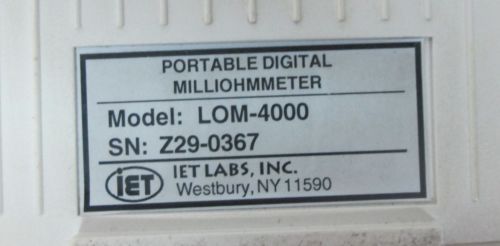 PORTABLE DIGITAL
MILLIOHMMETER
Model: LOM-4000
SN: Z29-0367
iET IET LABS, INC.
Westbury, NY 11590